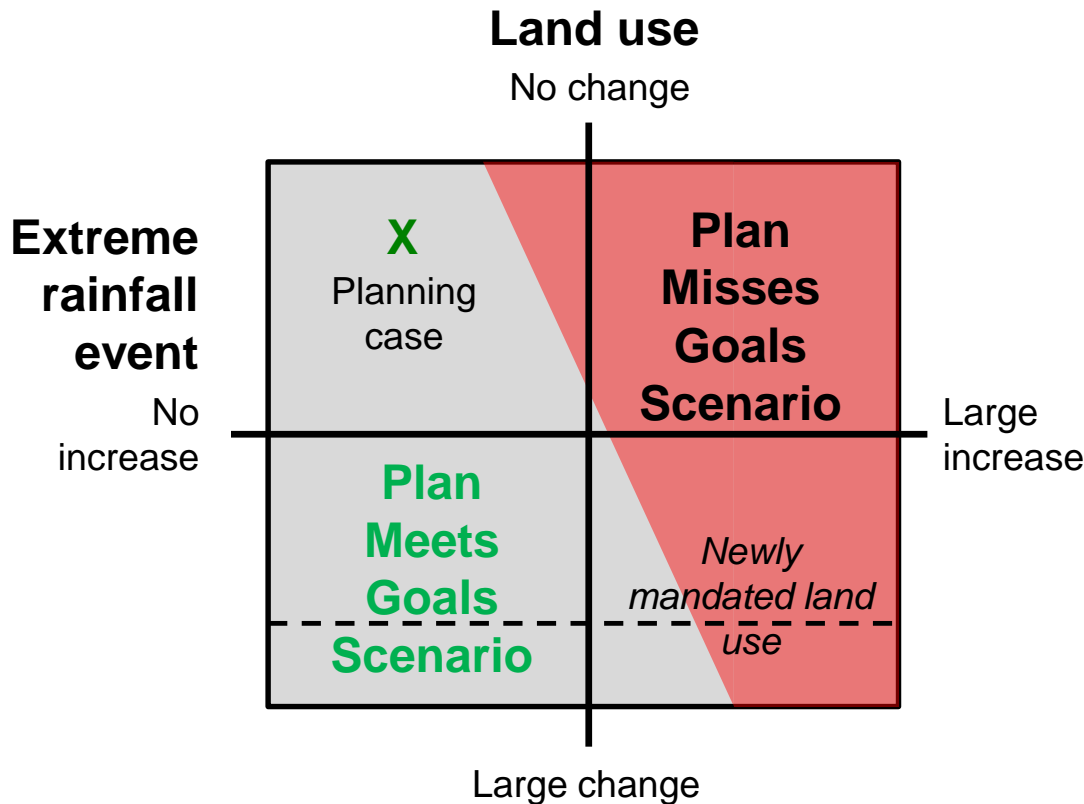 Land use
No change
Extreme
rainfall
event
No
increase
X
Planning
case
Plan
Misses
Goals
Scenario
Large
increase
Plan
Meets
Goals
Scenario
Newly
mandated land
use
Large change